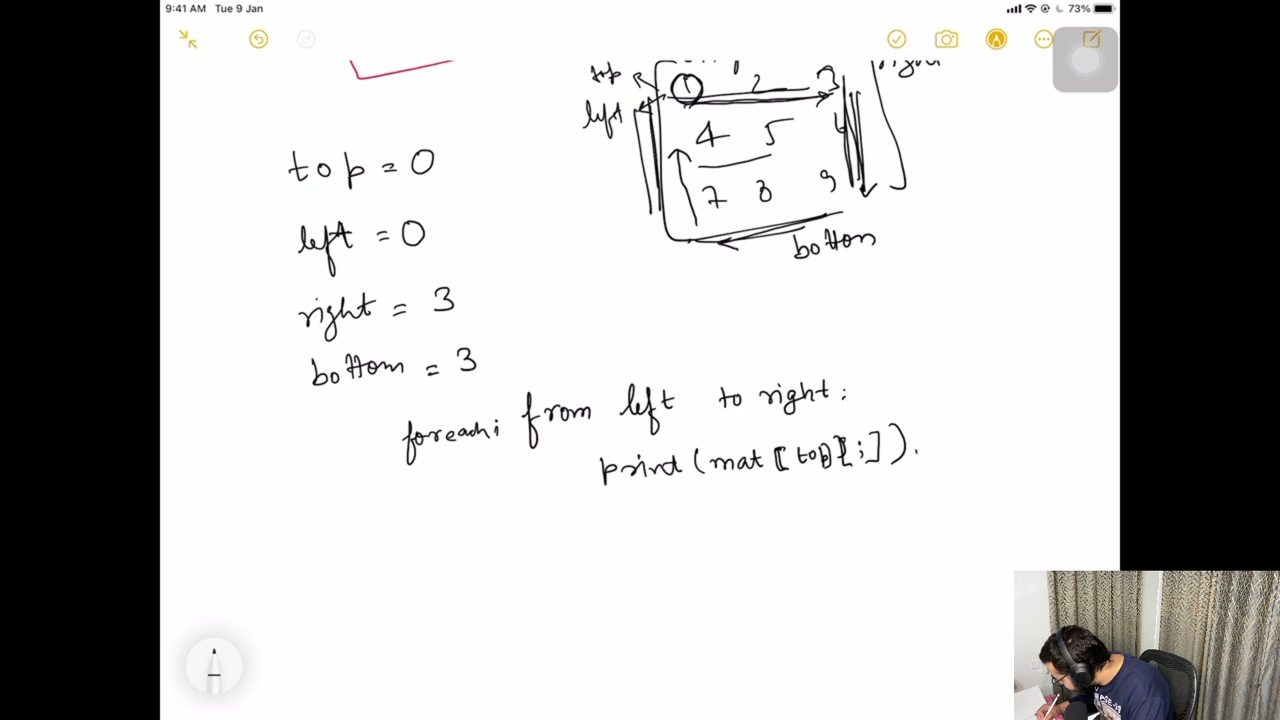 9:41 AM Tue 9 Jan 73%
top 1 2 3
left 4 5 6
7 8 9
bottom
top = 0
left = 0
right = 3
bottom = 3
foreach i from left to right:
print(mat[top][i]).